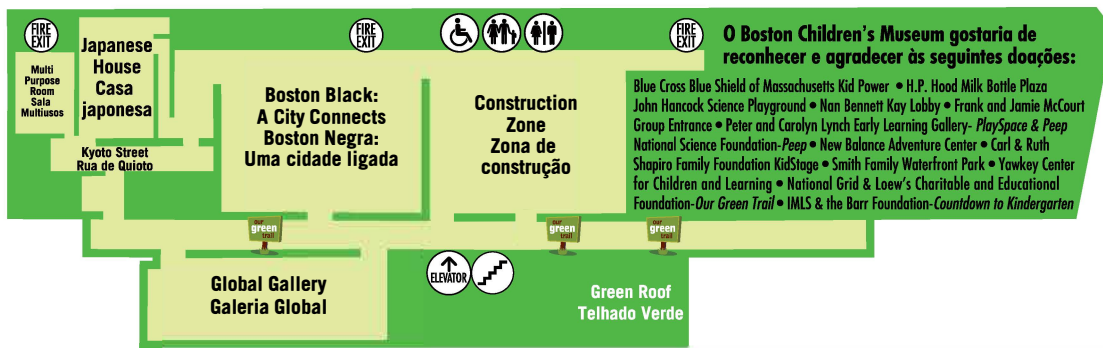 FIRE
EXIT
Japanese
House
Casa
japonesa
Multi
Purpose
Room
Sala
Multiusos
Kyoto Street
Rua de Quioto
FIRE
EXIT
Boston Black:
A City Connects
Boston Negra:
Uma cidade ligada
Construction
Zone
Zona de
construção
FIRE
EXIT
O Boston Children's Museum gostaria de
reconhecer e agradecer às seguintes doações:
Blue Cross Blue Shield of Massachusetts Kid Power • H.P. Hood Milk Bottle Plaza
John Hancock Science Playground • Nan Bennett Kay Lobby • Frank and Jamie McCourt
Group Entrance • Peter and Carolyn Lynch Early Learning Gallery- PlaySpace & Peep
National Science Foundation-Peep • New Balance Adventure Center • Carl & Ruth
Shapiro Family Foundation KidStage • Smith Family Waterfront Park • Yawkey Center
for Children and Learning • National Grid & Loew's Charitable and Educational
Foundation-Our Green Trail • IMLS & the Barr Foundation-Countdown to Kindergarten
our
green
trail
our
green
trail
our
green
trail
Global Gallery
Galeria Global
ELEVATOR
Green Roof
Telhado Verde